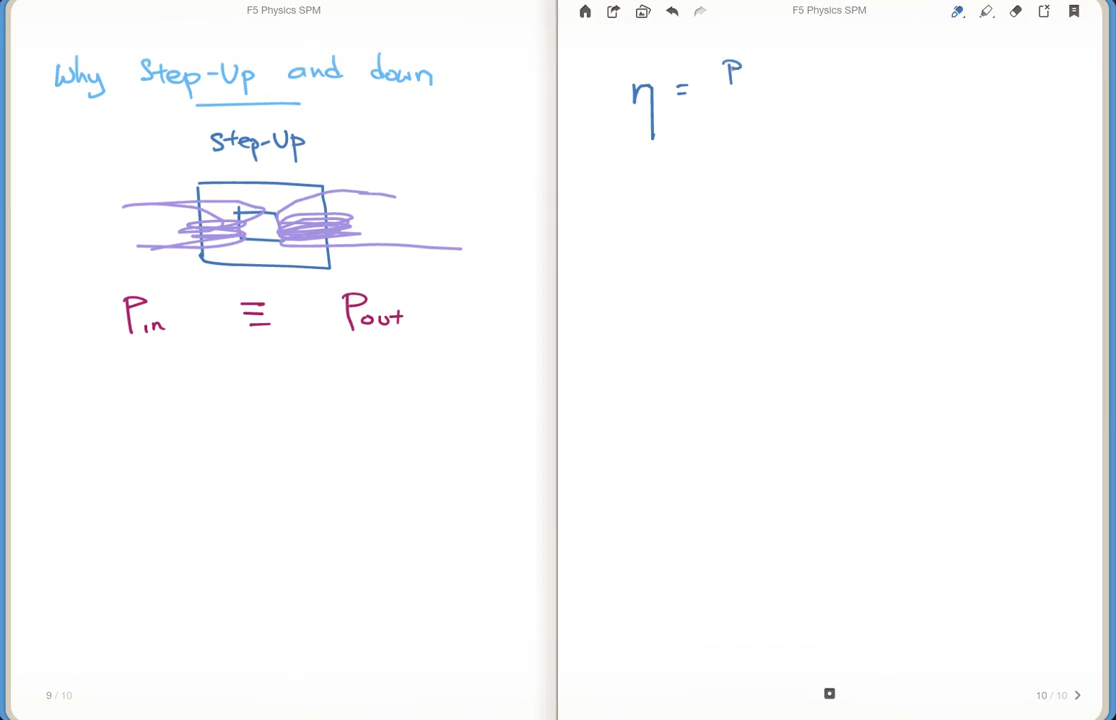 F5 Physics SPM
Why Step-Up and down
Step-Up
Pin ≡ Pout
9 / 10
F5 Physics SPM
η = P
10 / 10